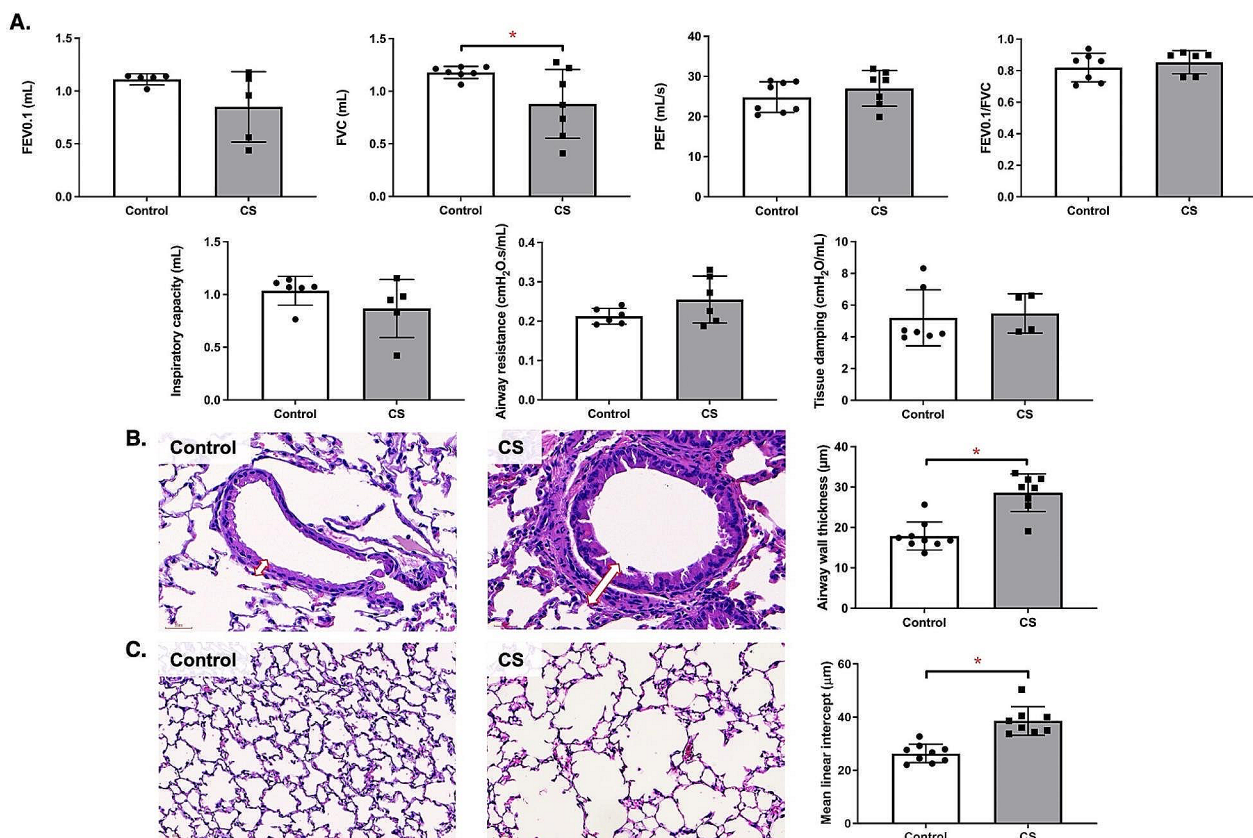 A.
FEV0.1 (mL)
1.5
1.0
0.5
0.0
Control
CS
FVC (mL)
1.5
1.0
0.5
0.0
*
Control
CS
PEF (mL/s)
40
30
20
10
0
Control
CS
FEV0.1/FVC
1.0
0.8
0.6
0.4
0.2
0.0
Control
CS
Inspiratory capacity (mL)
1.5
1.0
0.5
0.0
Control
CS
Airway resistance (cmH2O.s/mL)
0.4
0.3
0.2
0.1
0.0
Control
CS
Tissue damping (cmH2O/mL)
10
8
6
4
2
0
Control
CS
B.
Control
CS
Airway wall thickness (µm)
40
30
20
10
0
*
Control
CS
C.
Control
CS
Mean linear intercept (µm)
60
40
20
0
*
Control
CS